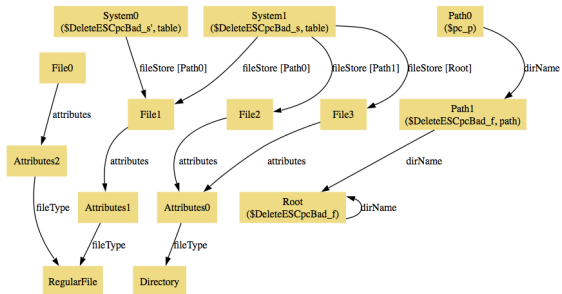 System0
($DeleteESCpcBad_s', table)
System1
($DeleteESCpcBad_s, table)
Path0
($pc_p)
File0
fileStore [Path0]
fileStore [Path0]
fileStore [Path1]
fileStore [Root]
dirName
attributes
File1
File2
File3
Path1
($DeleteESCpcBad_f, path)
Attributes2
attributes
attributes
attributes
dirName
fileType
Attributes1
Attributes0
Root
($DeleteESCpcBad_f)
dirName
fileType
fileType
RegularFile
Directory